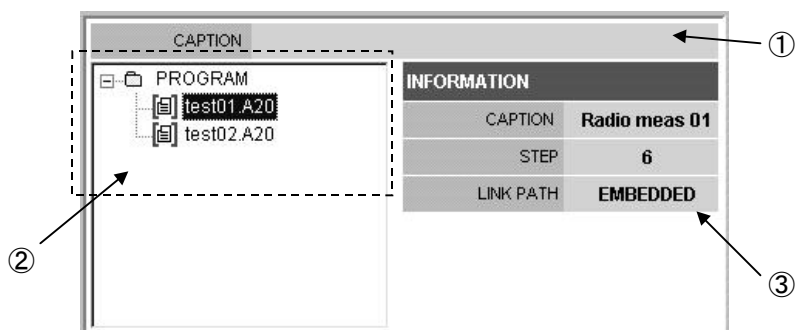 CAPTION
①
PROGRAM
test01.A20
test02.A20
INFORMATION
CAPTION Radio meas 01
STEP 6
LINK PATH EMBEDDED
②
③